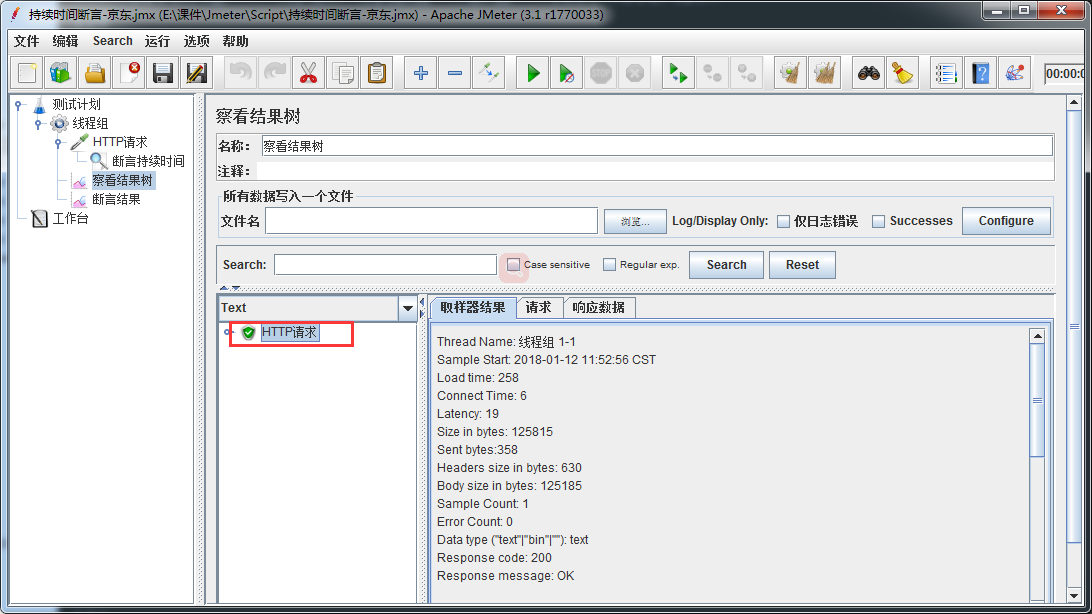 持续时间断言-京东.jmx (E:\课件\Jmeter\Script\持续时间断言-京东.jmx) - Apache JMeter (3.1 r1770033)
文件 编辑 Search 运行 选项 帮助
STOP
00:00:0
测试计划
线程组
HTTP请求
断言持续时间
察看结果树
断言结果
工作台
察看结果树
名称: 察看结果树
注释:
所有数据写入一个文件
文件名 浏览... Log/Display Only: 仅日志错误 Successes Configure
Search: Case sensitive Regular exp. Search Reset
Text
HTTP请求
取样器结果 请求 响应数据
Thread Name: 线程组 1-1
Sample Start: 2018-01-12 11:52:56 CST
Load time: 258
Connect Time: 6
Latency: 19
Size in bytes: 125815
Sent bytes:358
Headers size in bytes: 630
Body size in bytes: 125185
Sample Count: 1
Error Count: 0
Data type ("text"|"bin"|""): text
Response code: 200
Response message: OK